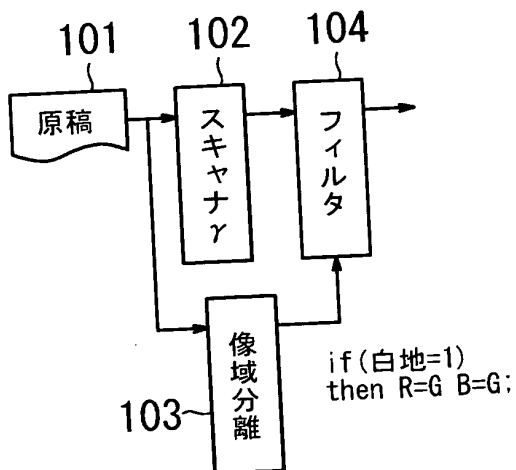 101
102
104
原稿
スキャナγ
フィルタ
像域分離
103
if(白地=1)
then R=G B=G;